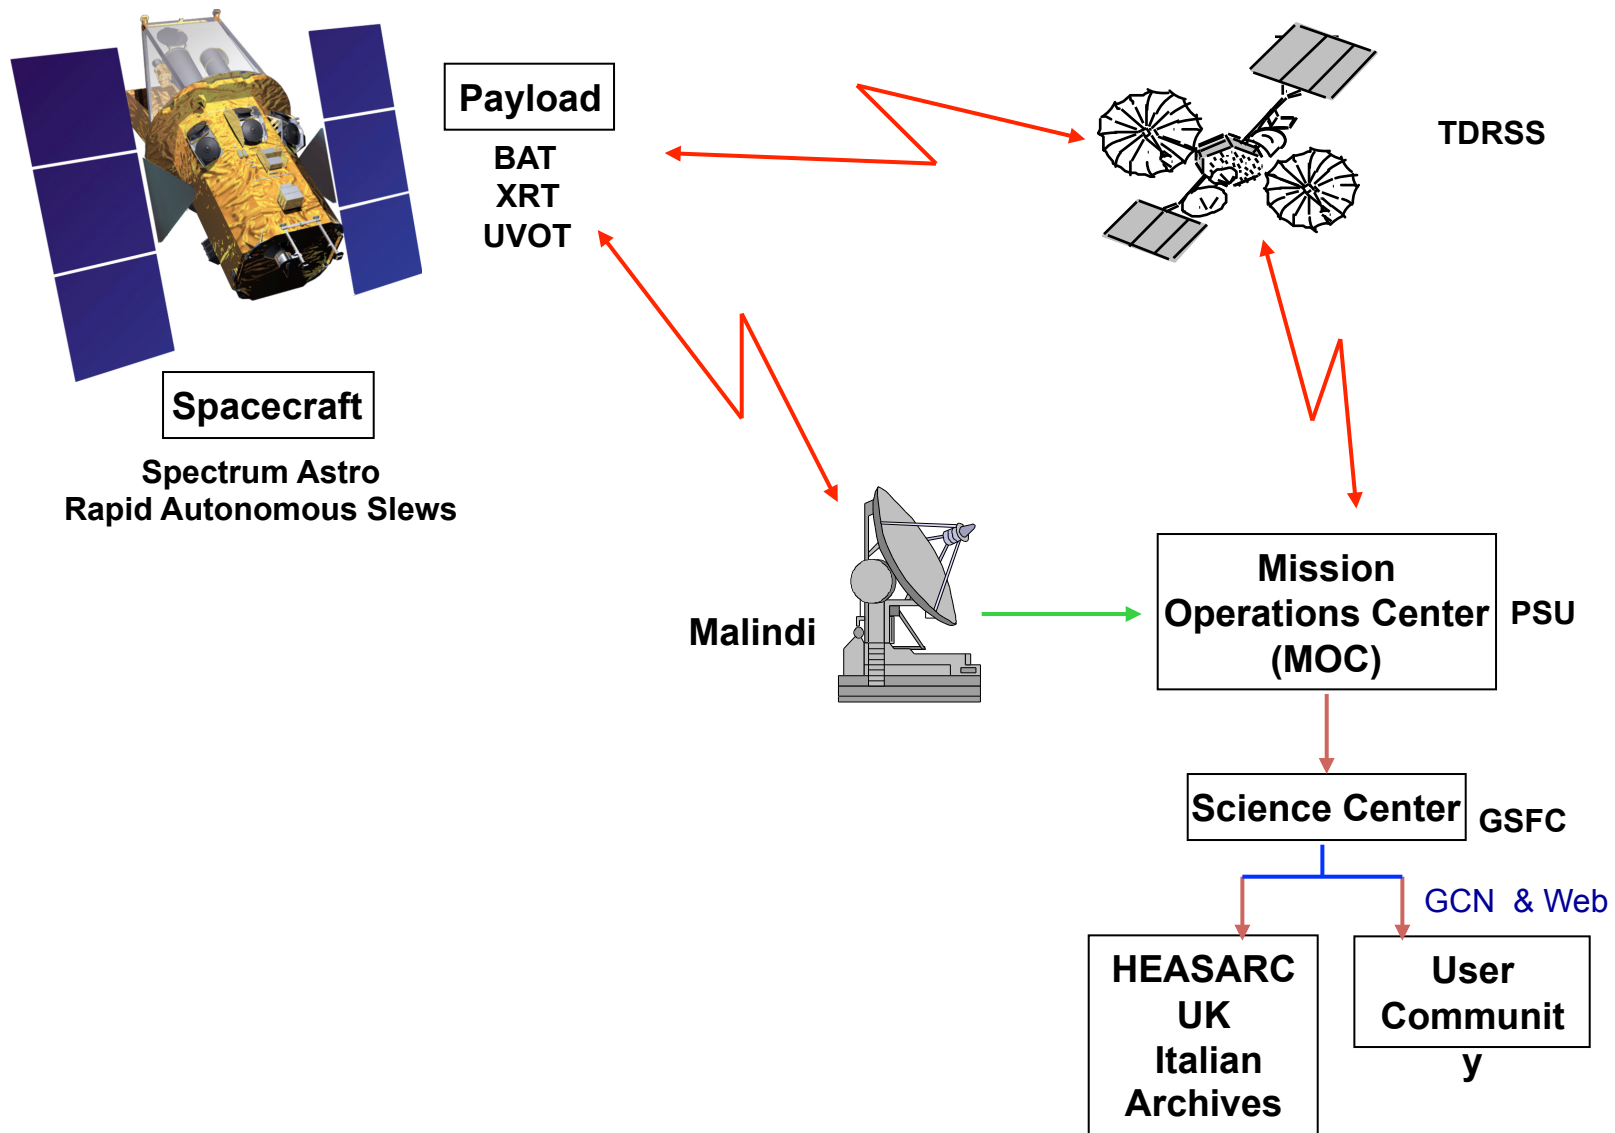 Payload
BAT
XRT
UVOT
TDRSS
Spacecraft
Spectrum Astro
Rapid Autonomous Slews
Malindi
Mission
Operations Center
(MOC)
PSU
Science Center
GSFC
GCN & Web
HEASARC
UK
Italian
Archives
User
Communit
y